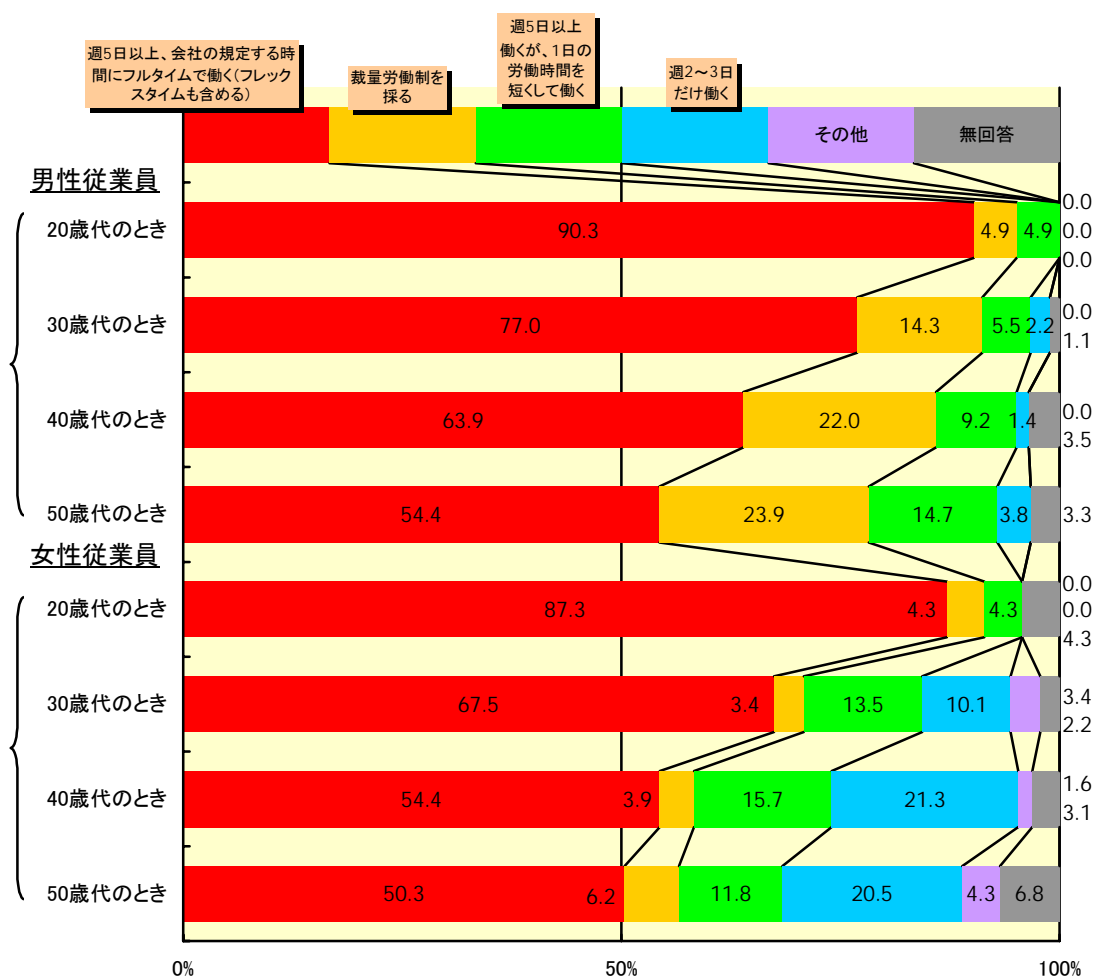 週5日以上、会社の規定する時
間にフルタイムで働く(フレック
スタイムも含める)
裁量労働制を
採る
週5日以上
働くが、1日の
労働時間を
短くして働く
週2～3日
だけ働く
その他
無回答
男性従業員
20歳代のとき
90.3
4.9
4.9
0.0
0.0
0.0
30歳代のとき
77.0
14.3
5.5
2.2
0.0
1.1
40歳代のとき
63.9
22.0
9.2
1.4
0.0
3.5
50歳代のとき
54.4
23.9
14.7
3.8
3.3
女性従業員
20歳代のとき
87.3
4.3
4.3
0.0
0.0
4.3
30歳代のとき
67.5
3.4
13.5
10.1
3.4
2.2
40歳代のとき
54.4
3.9
15.7
21.3
1.6
3.1
50歳代のとき
50.3
6.2
11.8
20.5
4.3
6.8
0%
50%
100%